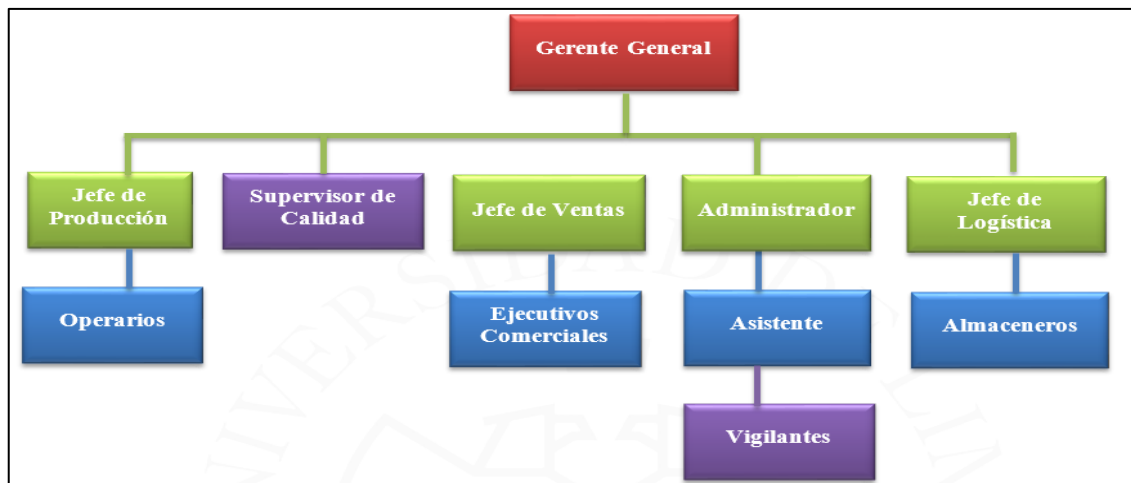 Gerente General
Jefe de
Producción
Supervisor de
Calidad
Jefe de Ventas
Administrador
Jefe de
Logística
Operarios
Ejecutivos
Comerciales
Asistente
Almaceneros
Vigilantes